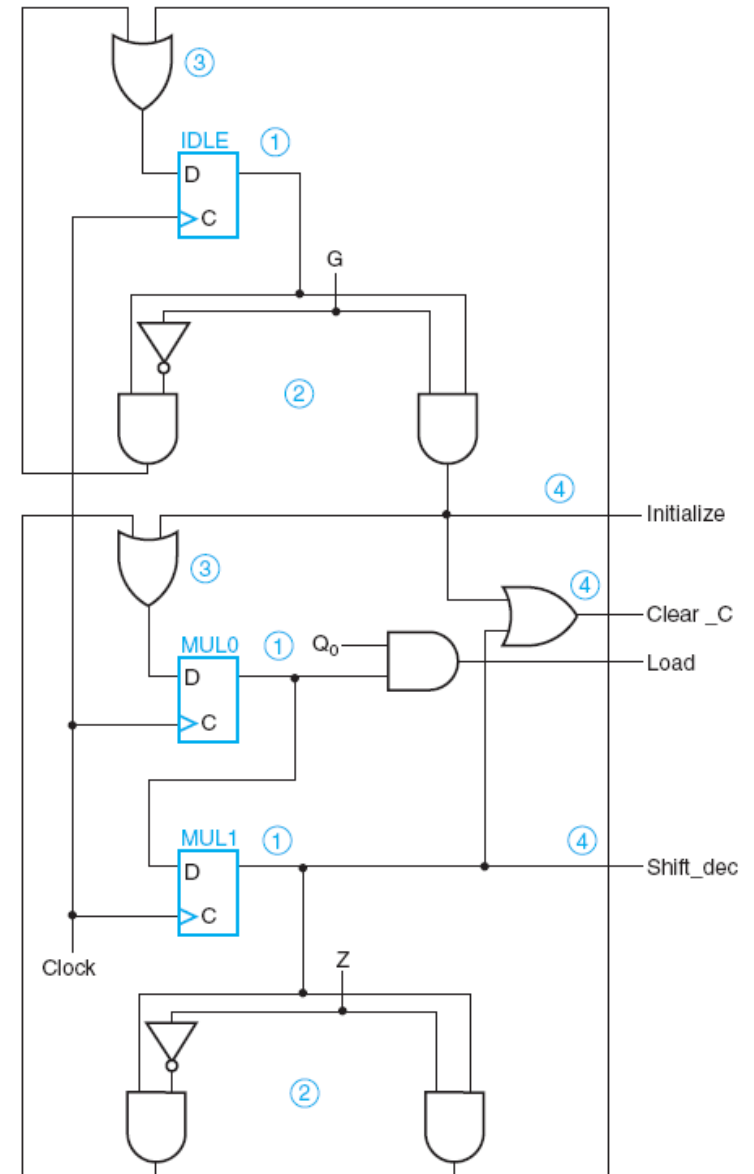 ③
IDLE ①
D
C
G
②
④
Initialize
③
④
Clear _C
MUL0 ① Q₀
Load
D
C
MUL1 ① ④
D
Shift_dec
C
Clock
Z
②